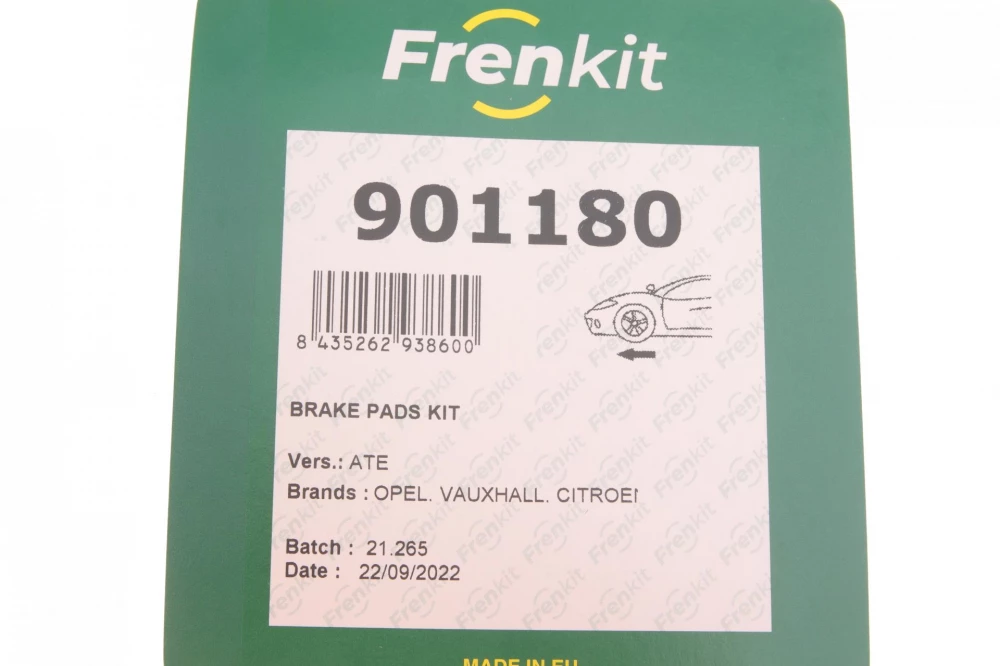 Frenkit
901180
8 435262 938600
BRAKE PADS KIT
Vers.: ATE
Brands : OPEL. VAUXHALL. CITROEI
Batch : 21.265
Date : 22/09/2022
MADE IN EU